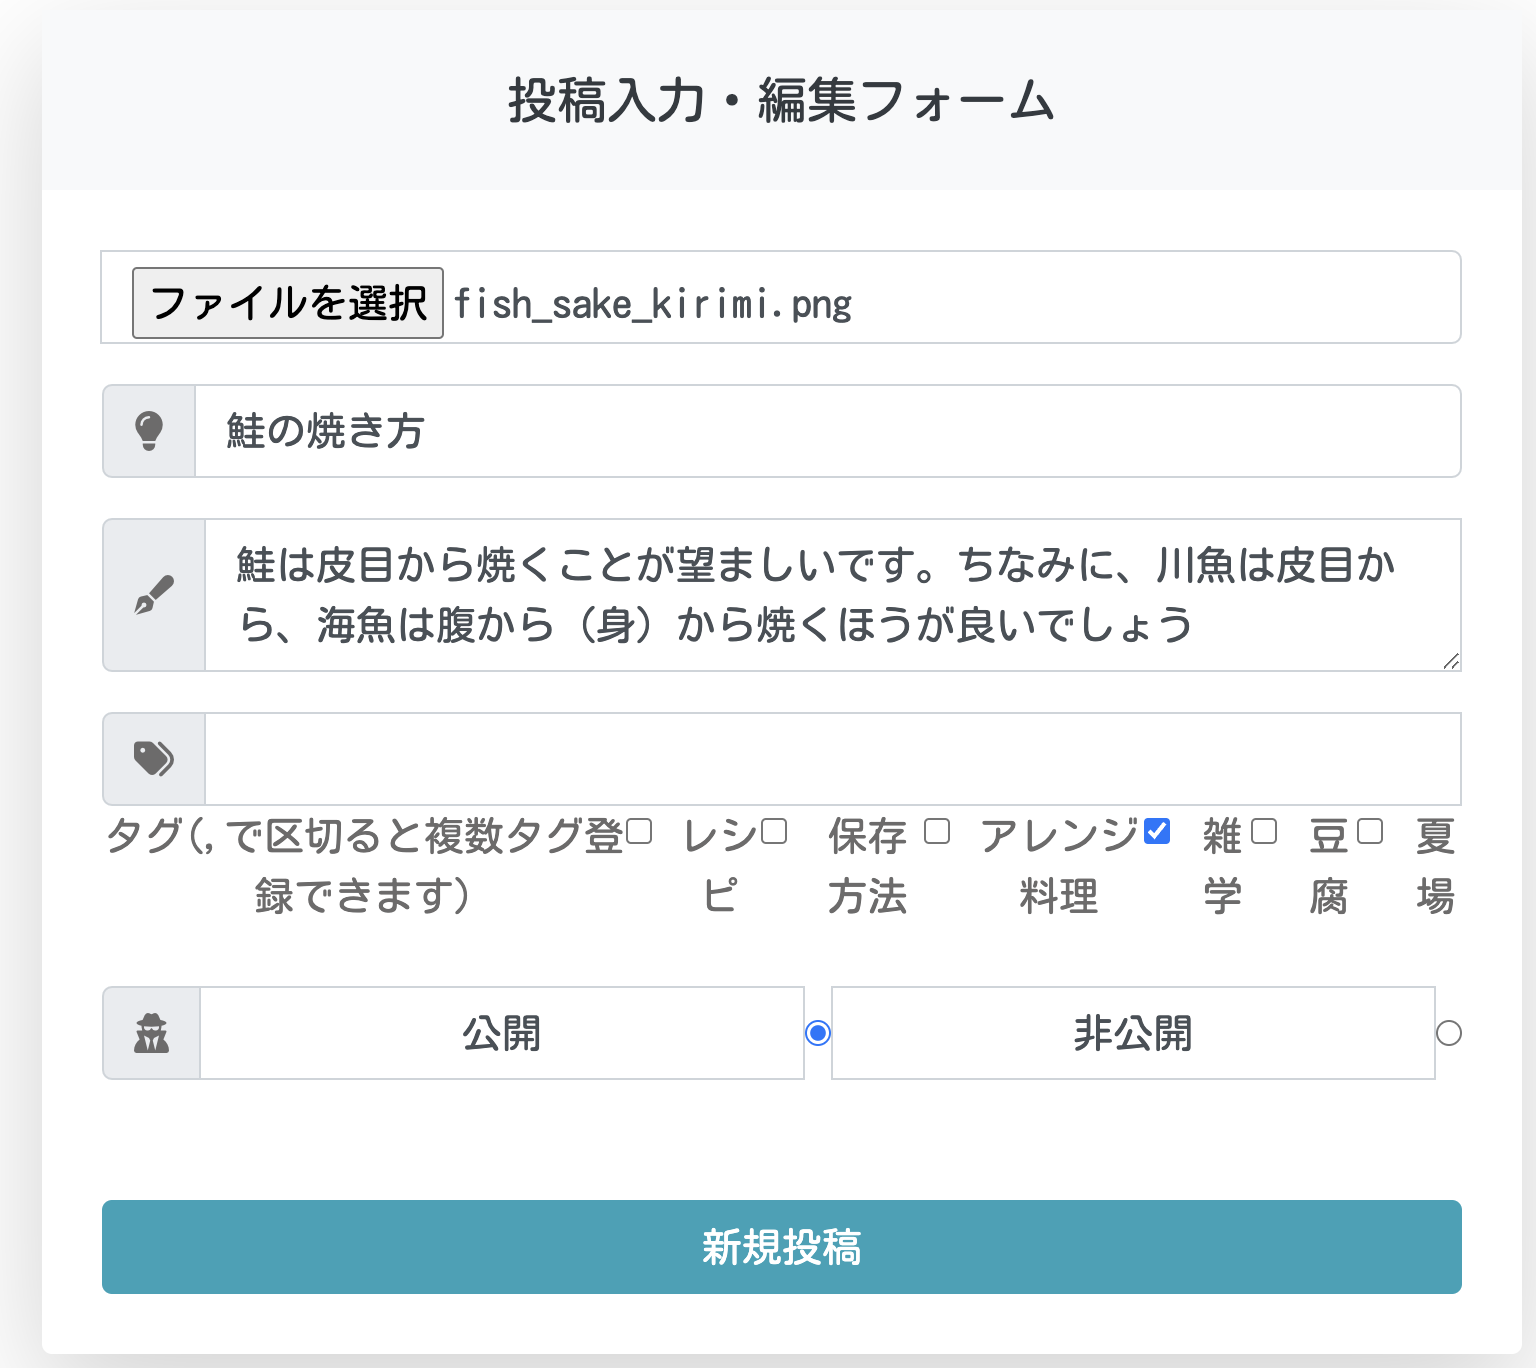 投稿入力・編集フォーム
ファイルを選択 fish_sake_kirimi.png
鮭の焼き方
鮭は皮目から焼くことが望ましいです。ちなみに、川魚は皮目か
ら、海魚は腹から（身）から焼くほうが良いでしょう
タグ(, で区切ると複数タグ登録できます)
レシピ
保存方法
アレンジ料理
雑学
豆腐
夏場
公開
非公開
新規投稿